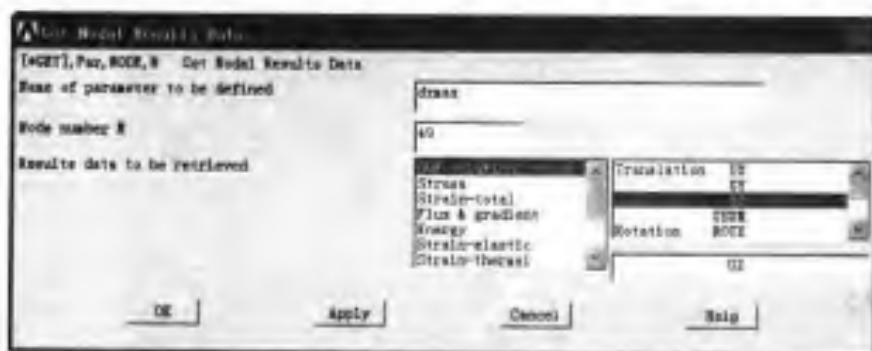 Get Nodal Results Data
[*GET],Par,NODE,N Get Nodal Results Data
Name of parameter to be defined
dzmax
Node number N
49
Results data to be retrieved
Stress
Strain-total
Flux & gradient
Energy
Strain-elastic
Strain-thermal
Translation UX
UY
USUM
Rotation ROTX
UZ
OK Apply Cancel Help